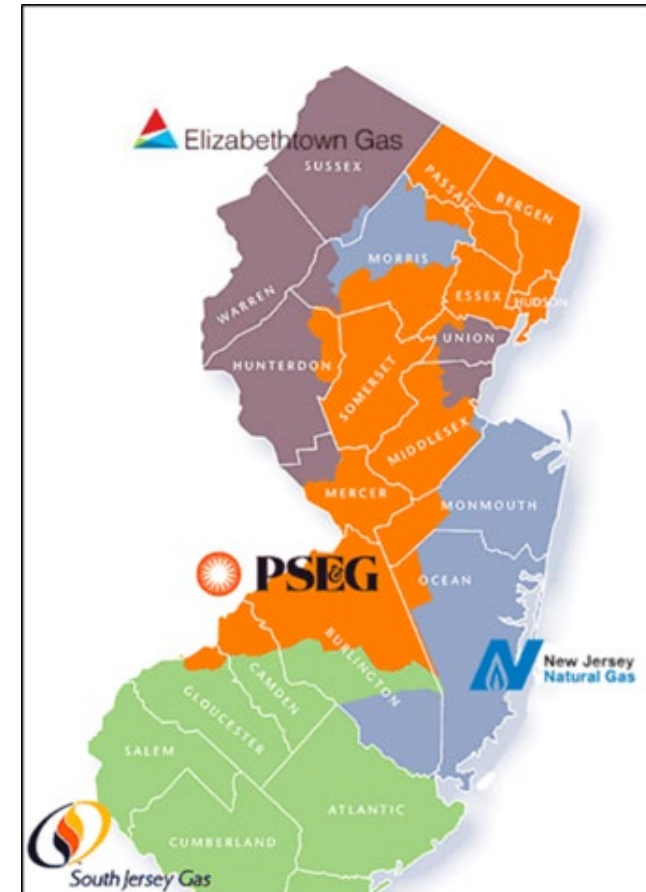 Elizabethtown Gas
SUSSEX
PASSAIC
BERGEN
MORRIS
WARREN
ESSEX
HUDSON
UNION
HUNTERDON
SOMERSET
MIDDLESEX
MERCER
MONMOUTH
PSE&G
OCEAN
BURLINGTON
New Jersey
Natural Gas
CAMDEN
GLOUCESTER
SALEM
ATLANTIC
CUMBERLAND
South Jersey Gas